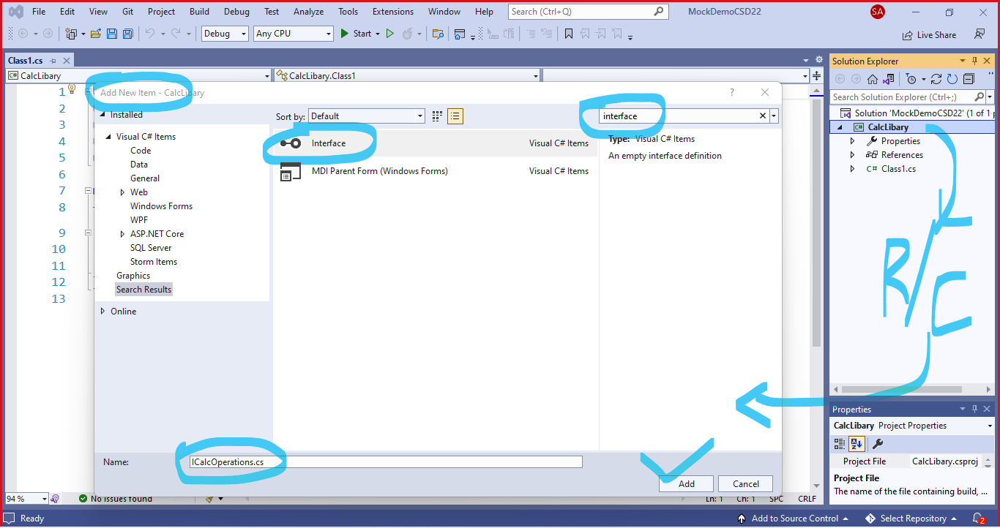 File Edit View Git Project Build Debug Test Analyze Tools Extensions Window Help Search (Ctrl+Q) MockDemoCSD22 SA
Debug Any CPU Start Live Share
Class1.cs
C# CalcLibary CalcLibary.Class1
Solution Explorer
Search Solution Explorer (Ctrl+;)
Solution 'MockDemoCSD22' (1 of 1 p
C# CalcLibary
Properties
References
C# Class1.cs
1
2
3
4
5
6
7
8
9
10
11
12
13
Add New Item - CalcLibary
?
Installed
Sort by: Default
interface
Visual C# Items
Code
Data
General
Web
Windows Forms
WPF
ASP.NET Core
SQL Server
Storm Items
Graphics
Search Results
Online
Interface Visual C# Items
MDI Parent Form (Windows Forms) Visual C# Items
Type: Visual C# Items
An empty interface definition
L
R/C
Name: ICalcOperations.cs
Add Cancel
Properties
CalcLibary Project Properties
Project File CalcLibary.csproj
Project File
The name of the file containing build, ...
94 % No issues found Ln: 1 Ch: 1 SPC CRLF
Ready Add to Source Control Select Repository 2